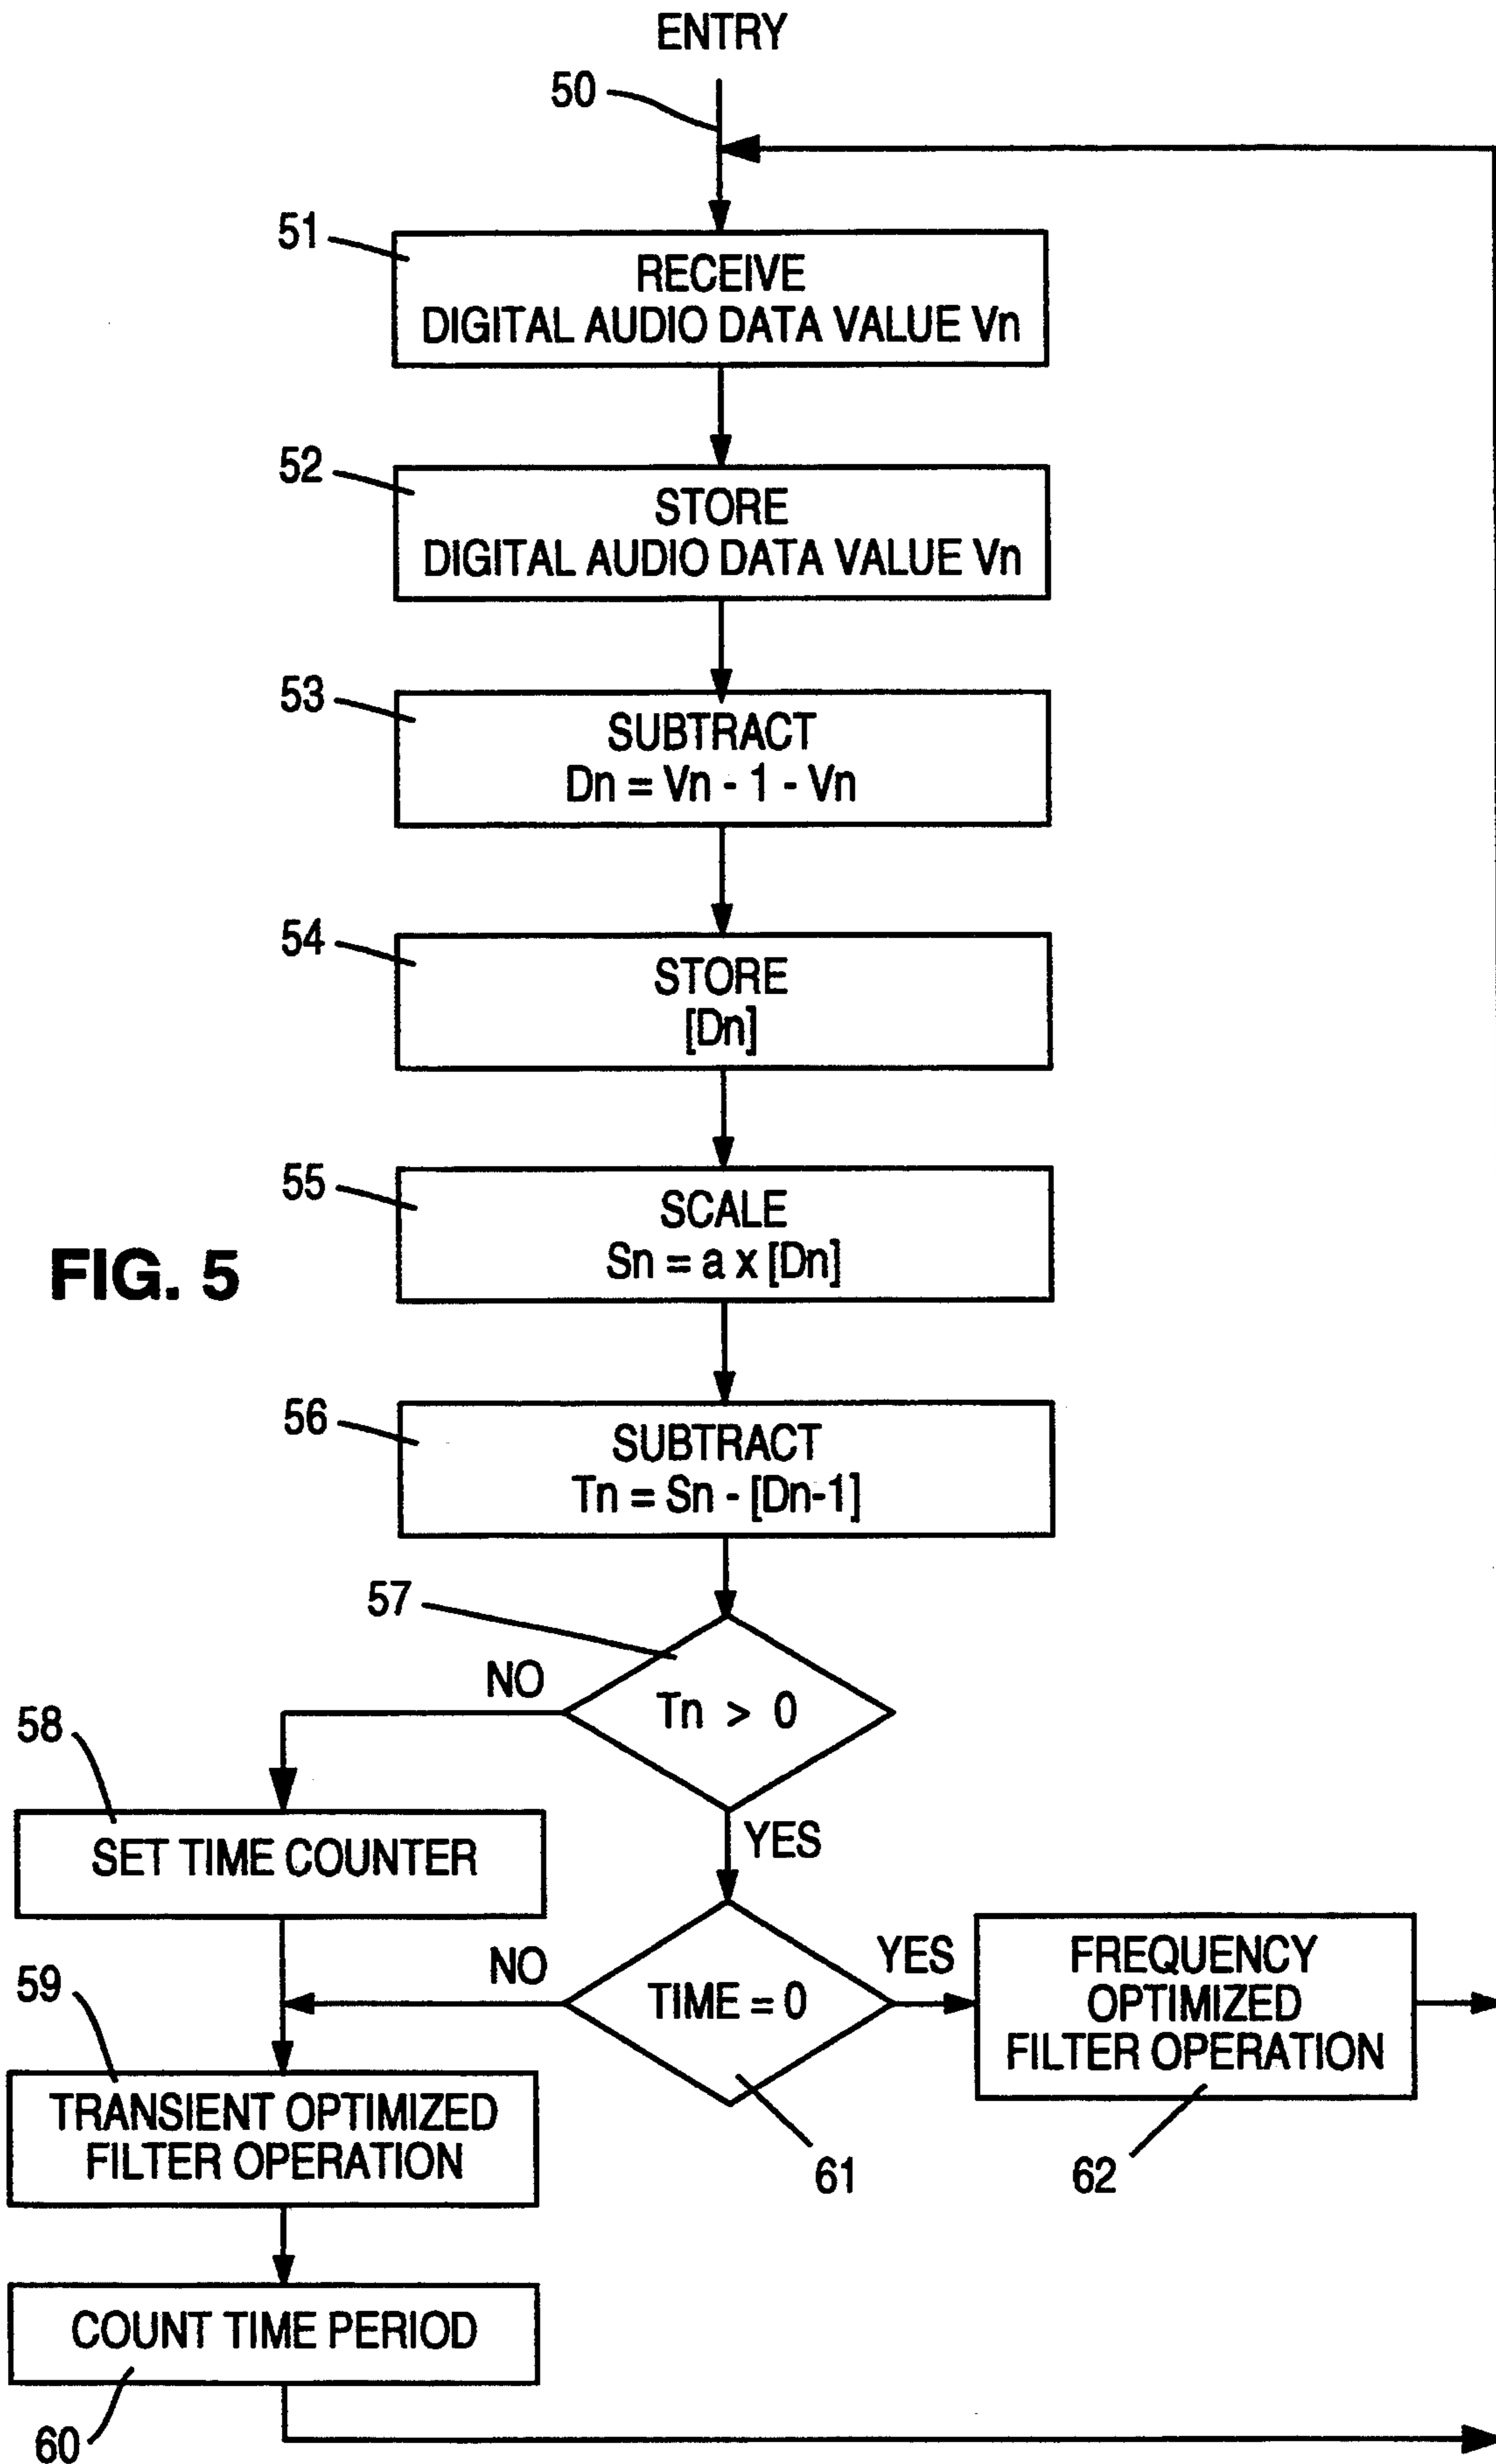 ENTRY
50
51
RECEIVE
DIGITAL AUDIO DATA VALUE Vn
52
STORE
DIGITAL AUDIO DATA VALUE Vn
53
SUBTRACT
Dn = Vn - 1 - Vn
54
STORE
[Dn]
55
SCALE
Sn = a x [Dn]
FIG. 5
56
SUBTRACT
Tn = Sn - [Dn-1]
57
NO
Tn > 0
58
YES
SET TIME COUNTER
59
NO
TIME = 0
YES
FREQUENCY
OPTIMIZED
FILTER OPERATION
TRANSIENT OPTIMIZED
FILTER OPERATION
61
62
COUNT TIME PERIOD
60